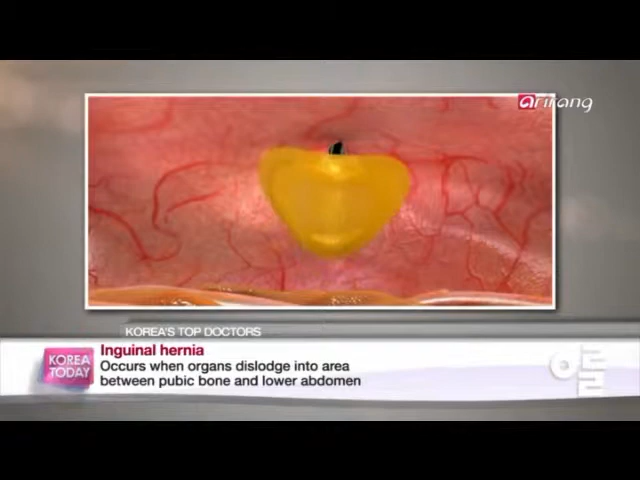 arirang
KOREA'S TOP DOCTORS
KOREA
TODAY
Inguinal hernia
Occurs when organs dislodge into area
between pubic bone and lower abdomen